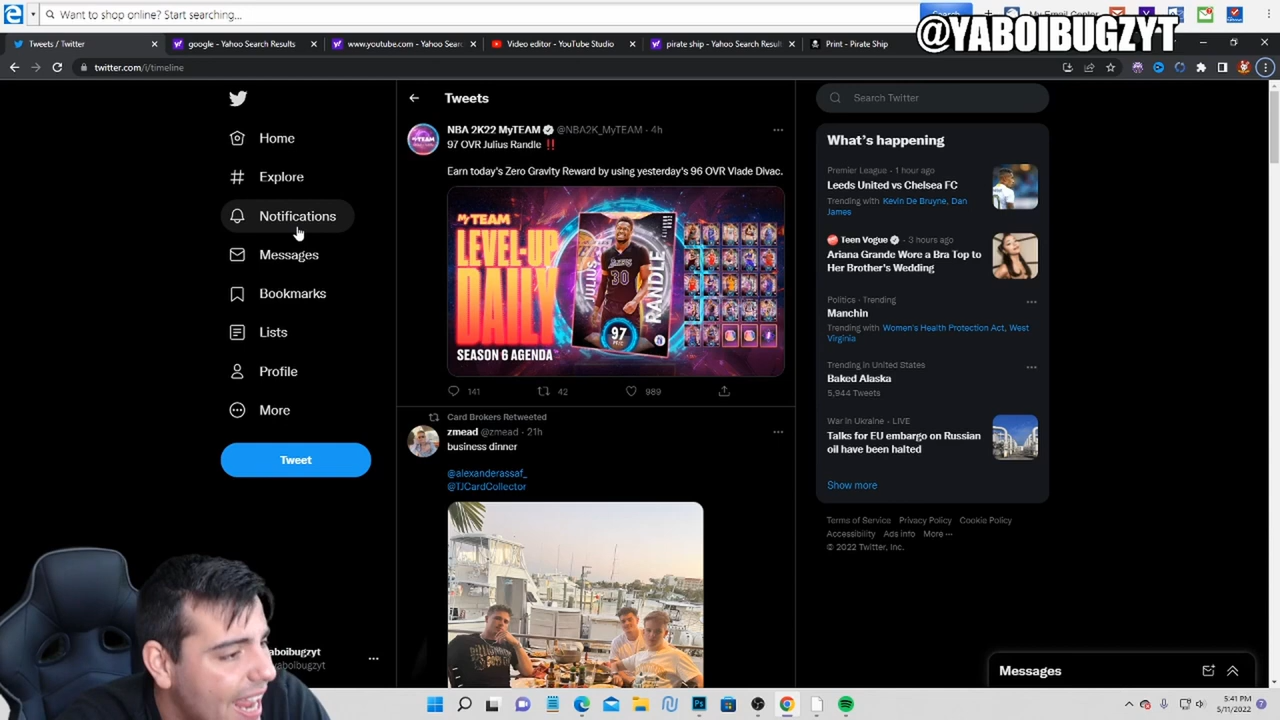 Want to shop online? Start searching...
Search
My Email Center
@YABOIBUGZYT
Tweets / Twitter
google - Yahoo Search Results
www.youtube.com - Yahoo Sear
Video editor - YouTube Studio
pirate ship - Yahoo Search Result
Print - Pirate Ship
twitter.com/i/timeline
Home
Explore
Notifications
Messages
Bookmarks
Lists
Profile
More
Tweet
aboibugzyt
yaboibugzyt
Tweets
NBA 2K22 MyTEAM @NBA2K_MyTEAM · 4h
97 OVR Julius Randle ‼️
Earn today's Zero Gravity Reward by using yesterday's 96 OVR Vlade Divac.
MyTEAM
LEVEL-UP
DAILY
SEASON 6 AGENDA
JULIUS
RANDLE
30
97
141
42
989
Card Brokers Retweeted
zmead @zmead · 21h
business dinner
@alexanderassaf_
@TJCardCollector
Search Twitter
What's happening
Premier League · 1 hour ago
Leeds United vs Chelsea FC
Trending with Kevin De Bruyne, Dan
James
Teen Vogue · 3 hours ago
Ariana Grande Wore a Bra Top to
Her Brother's Wedding
Politics · Trending
Manchin
Trending with Women's Health Protection Act, West
Virginia
Trending in United States
Baked Alaska
5,944 Tweets
War in Ukraine · LIVE
Talks for EU embargo on Russian
oil have been halted
Show more
Terms of Service Privacy Policy Cookie Policy
Accessibility Ads info More ···
© 2022 Twitter, Inc.
Messages
5:41 PM
5/11/2022